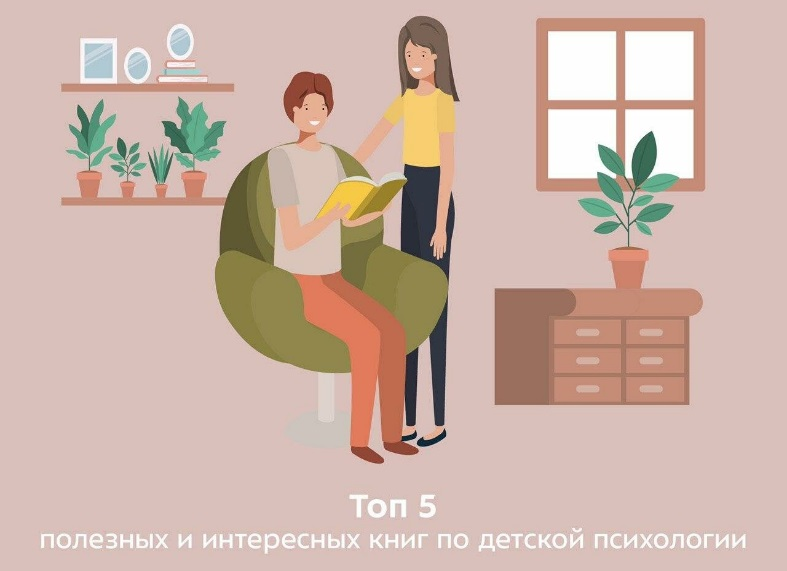 Топ 5
полезных и интересных книг по детской психологии